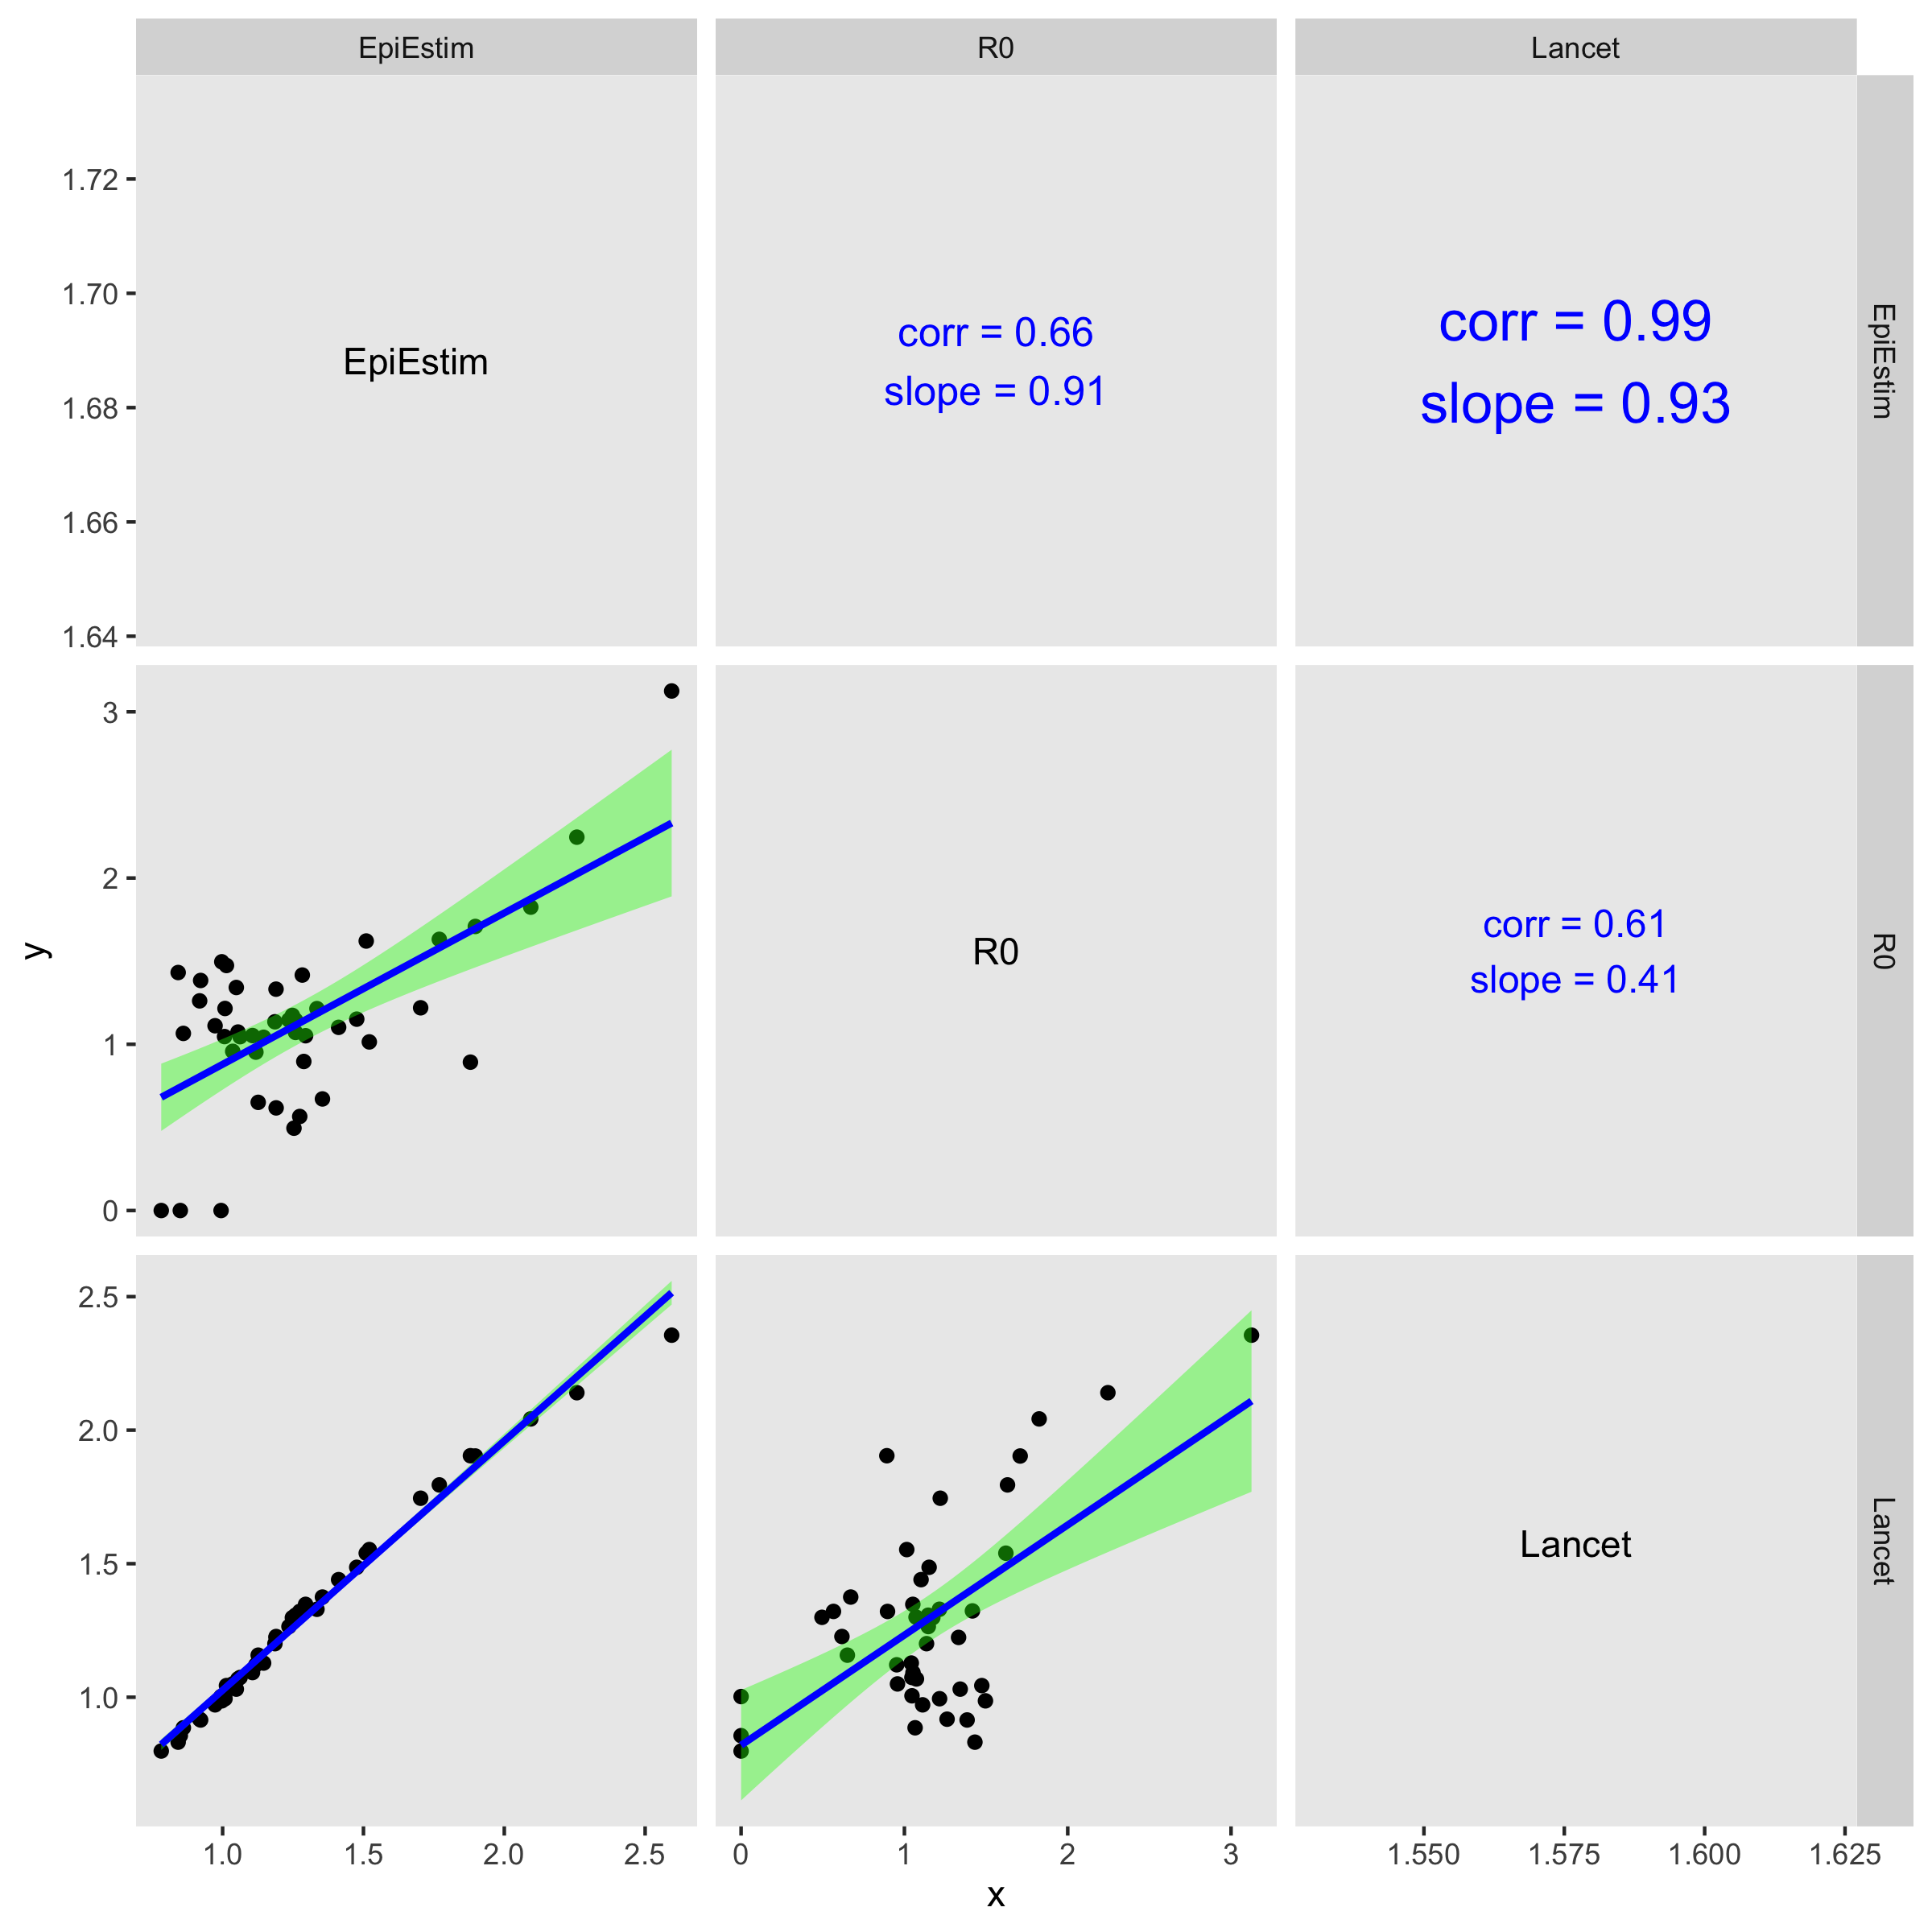 EpiEstim
R0
Lancet
1.72
1.70
1.68
1.66
1.64
EpiEstim
corr = 0.66
slope = 0.91
corr = 0.99
slope = 0.93
EpiEstim
y
3
2
1
0
R0
corr = 0.61
slope = 0.41
R0
2.5
2.0
1.5
1.0
Lancet
Lancet
1.0 1.5 2.0 2.5
0 1 2 3
1.550 1.575 1.600 1.625
x